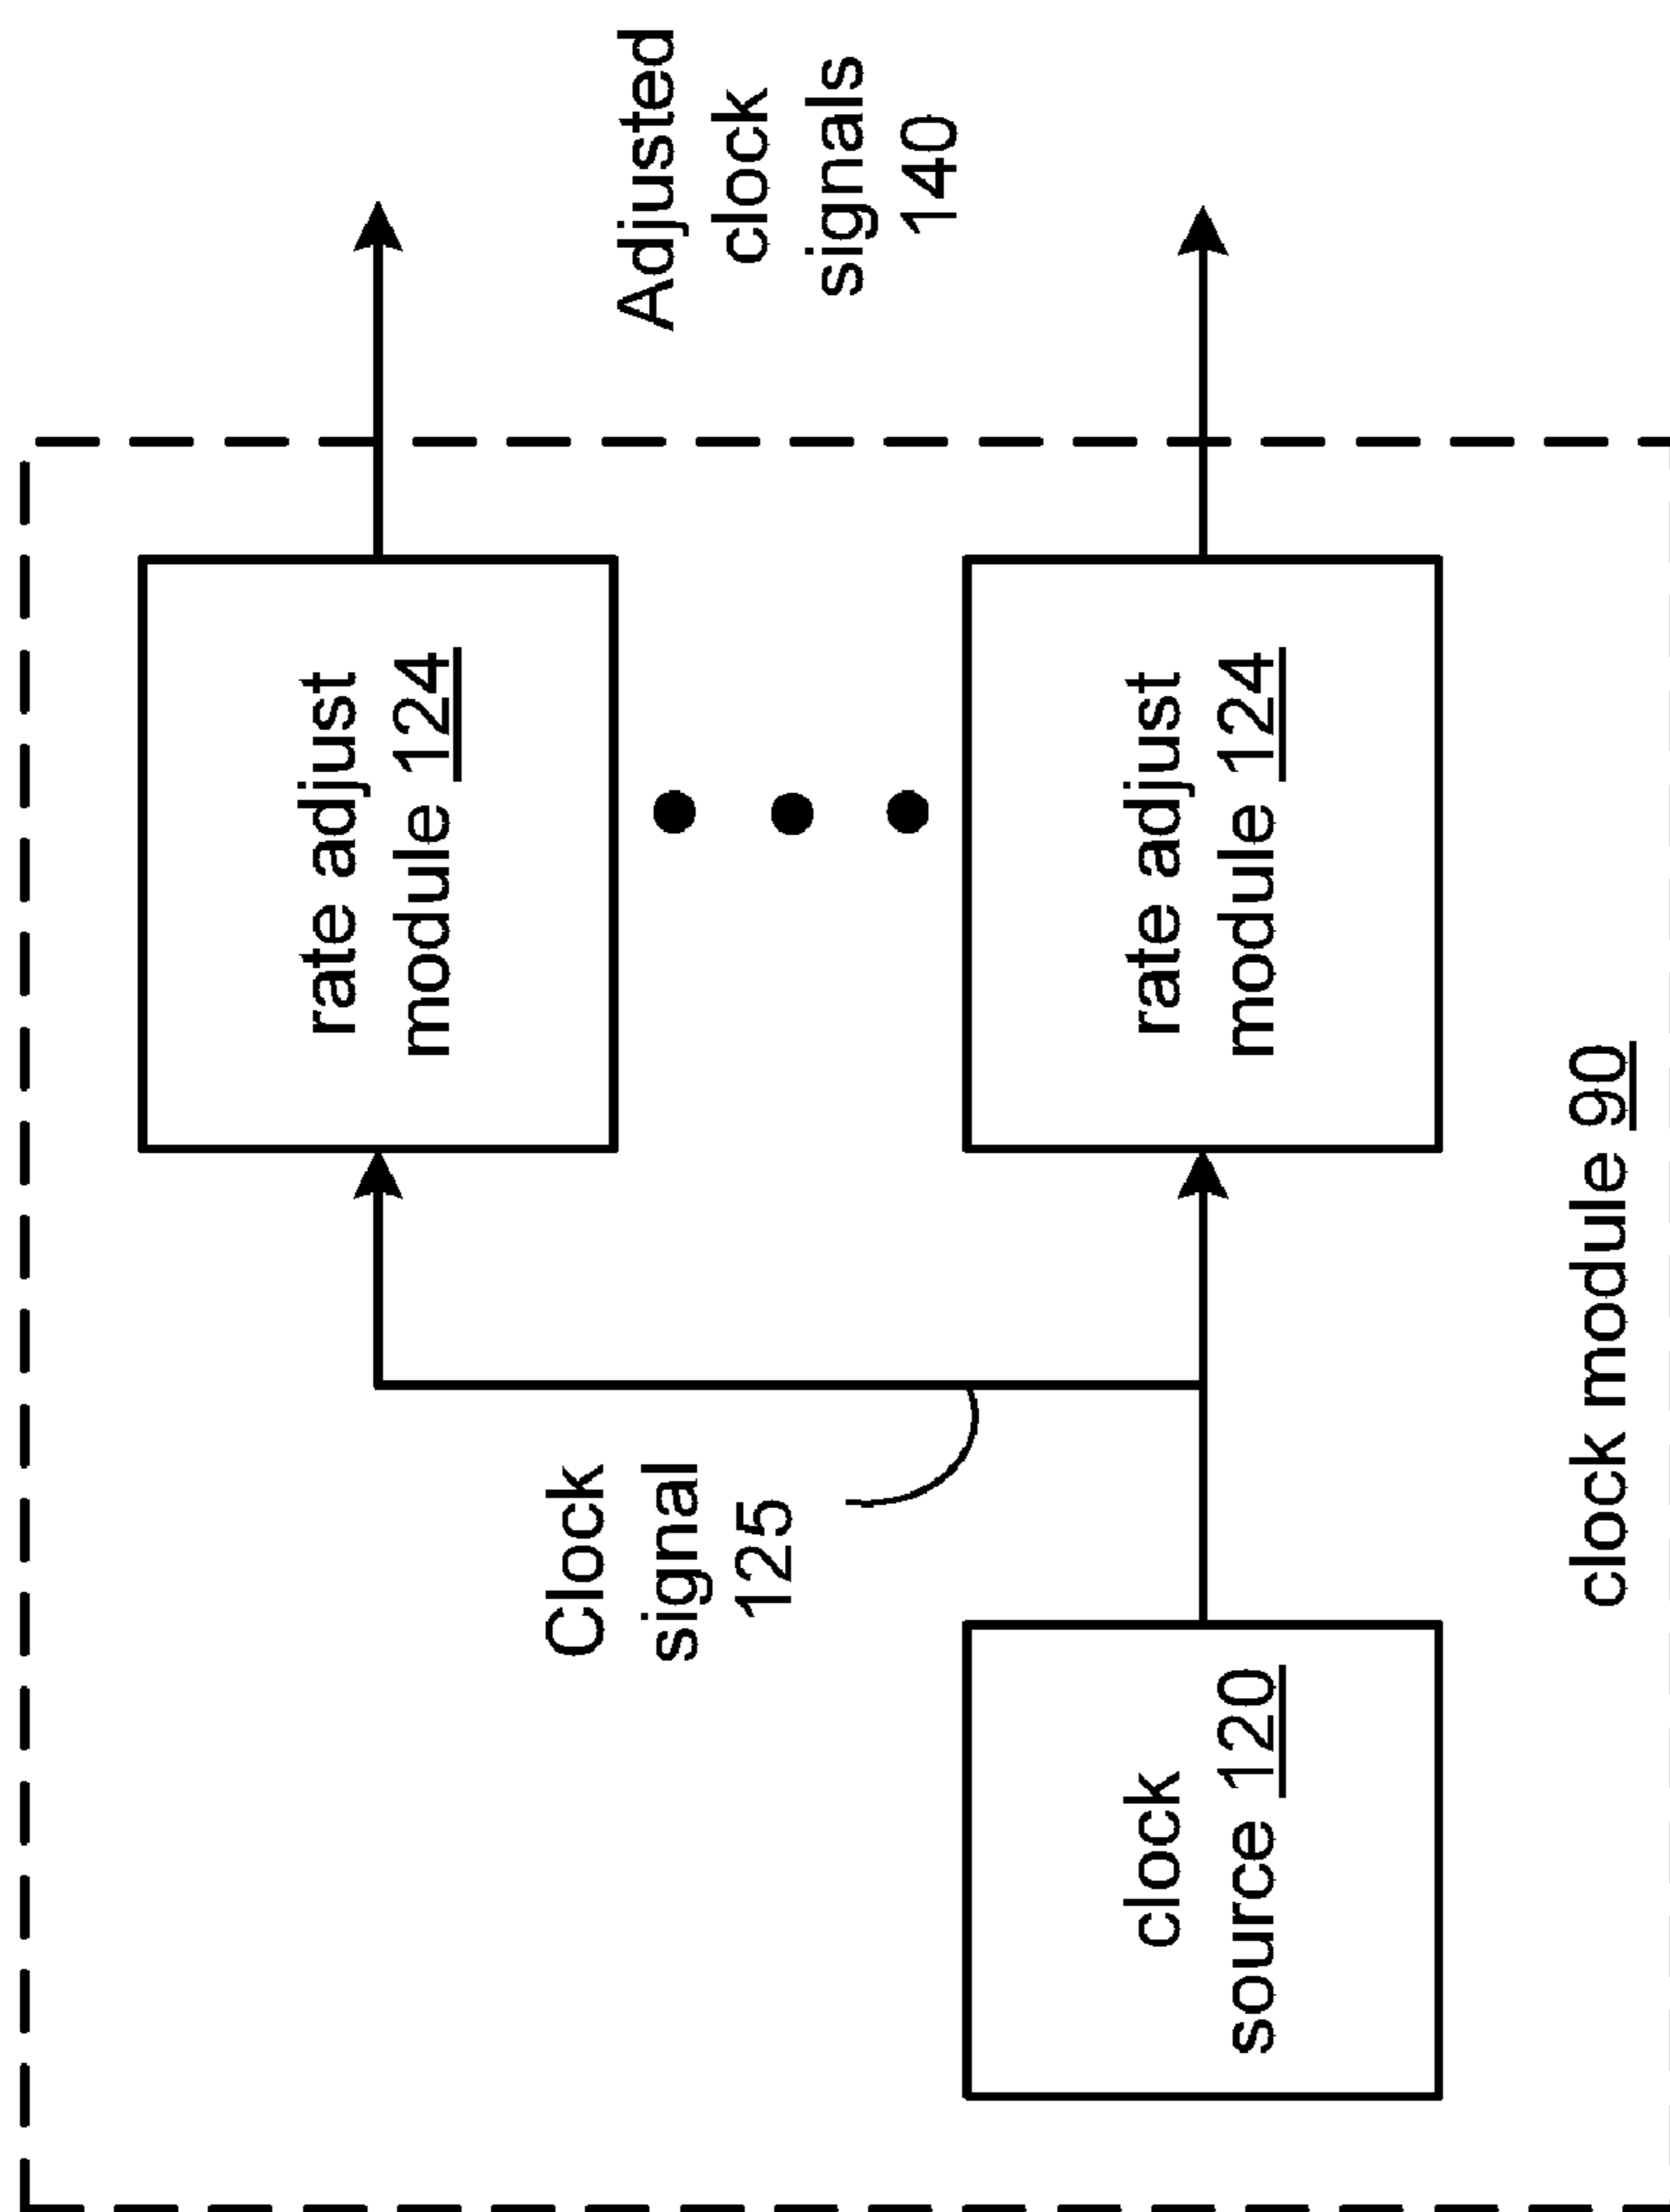 rate adjust
module 124
Adjusted
clock
signals
140
Clock
signal
125
clock
source 120
rate adjust
module 124
clock module 90